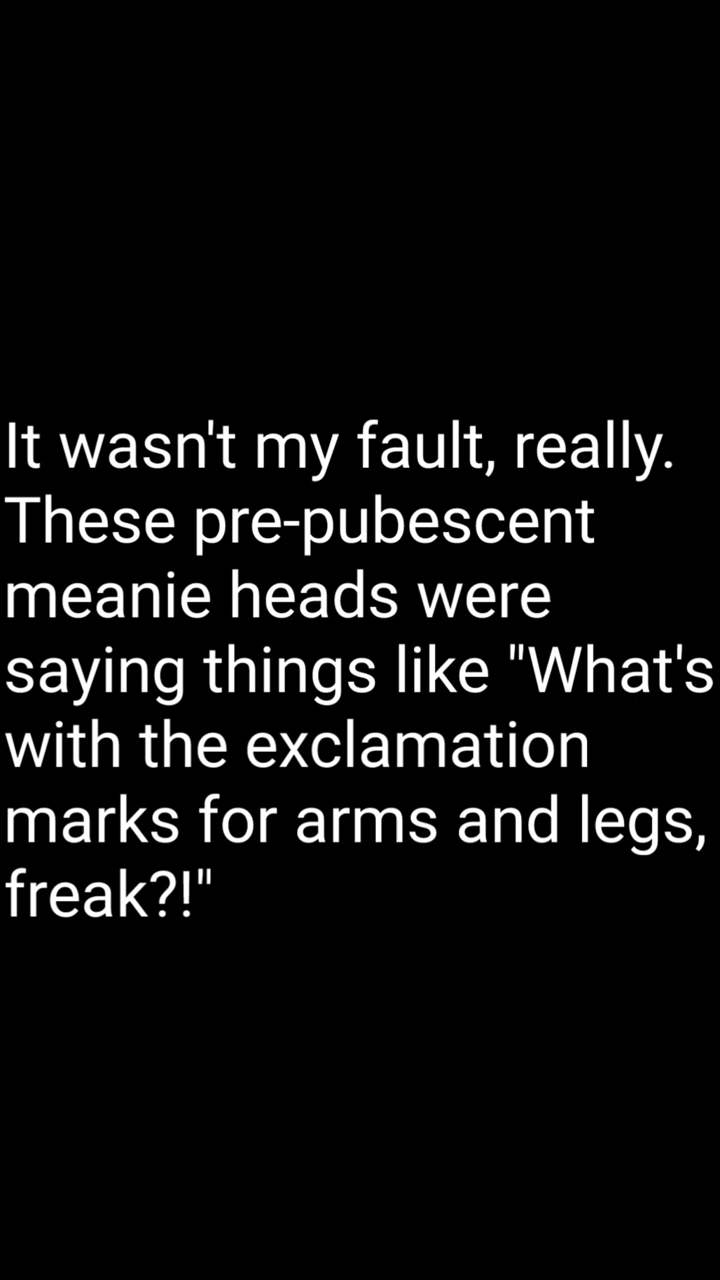 It wasn't my fault, really.
These pre-pubescent
meanie heads were
saying things like "What's
with the exclamation
marks for arms and legs,
freak?!"